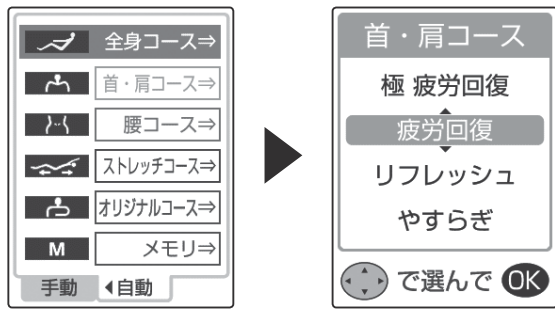 全身コース⇒
首・肩コース⇒
腰コース⇒
ストレッチコース⇒
オリジナルコース⇒
M メモリ⇒
手動 自動
首・肩コース
極 疲労回復
疲労回復
リフレッシュ
やすらぎ
で選んで OK